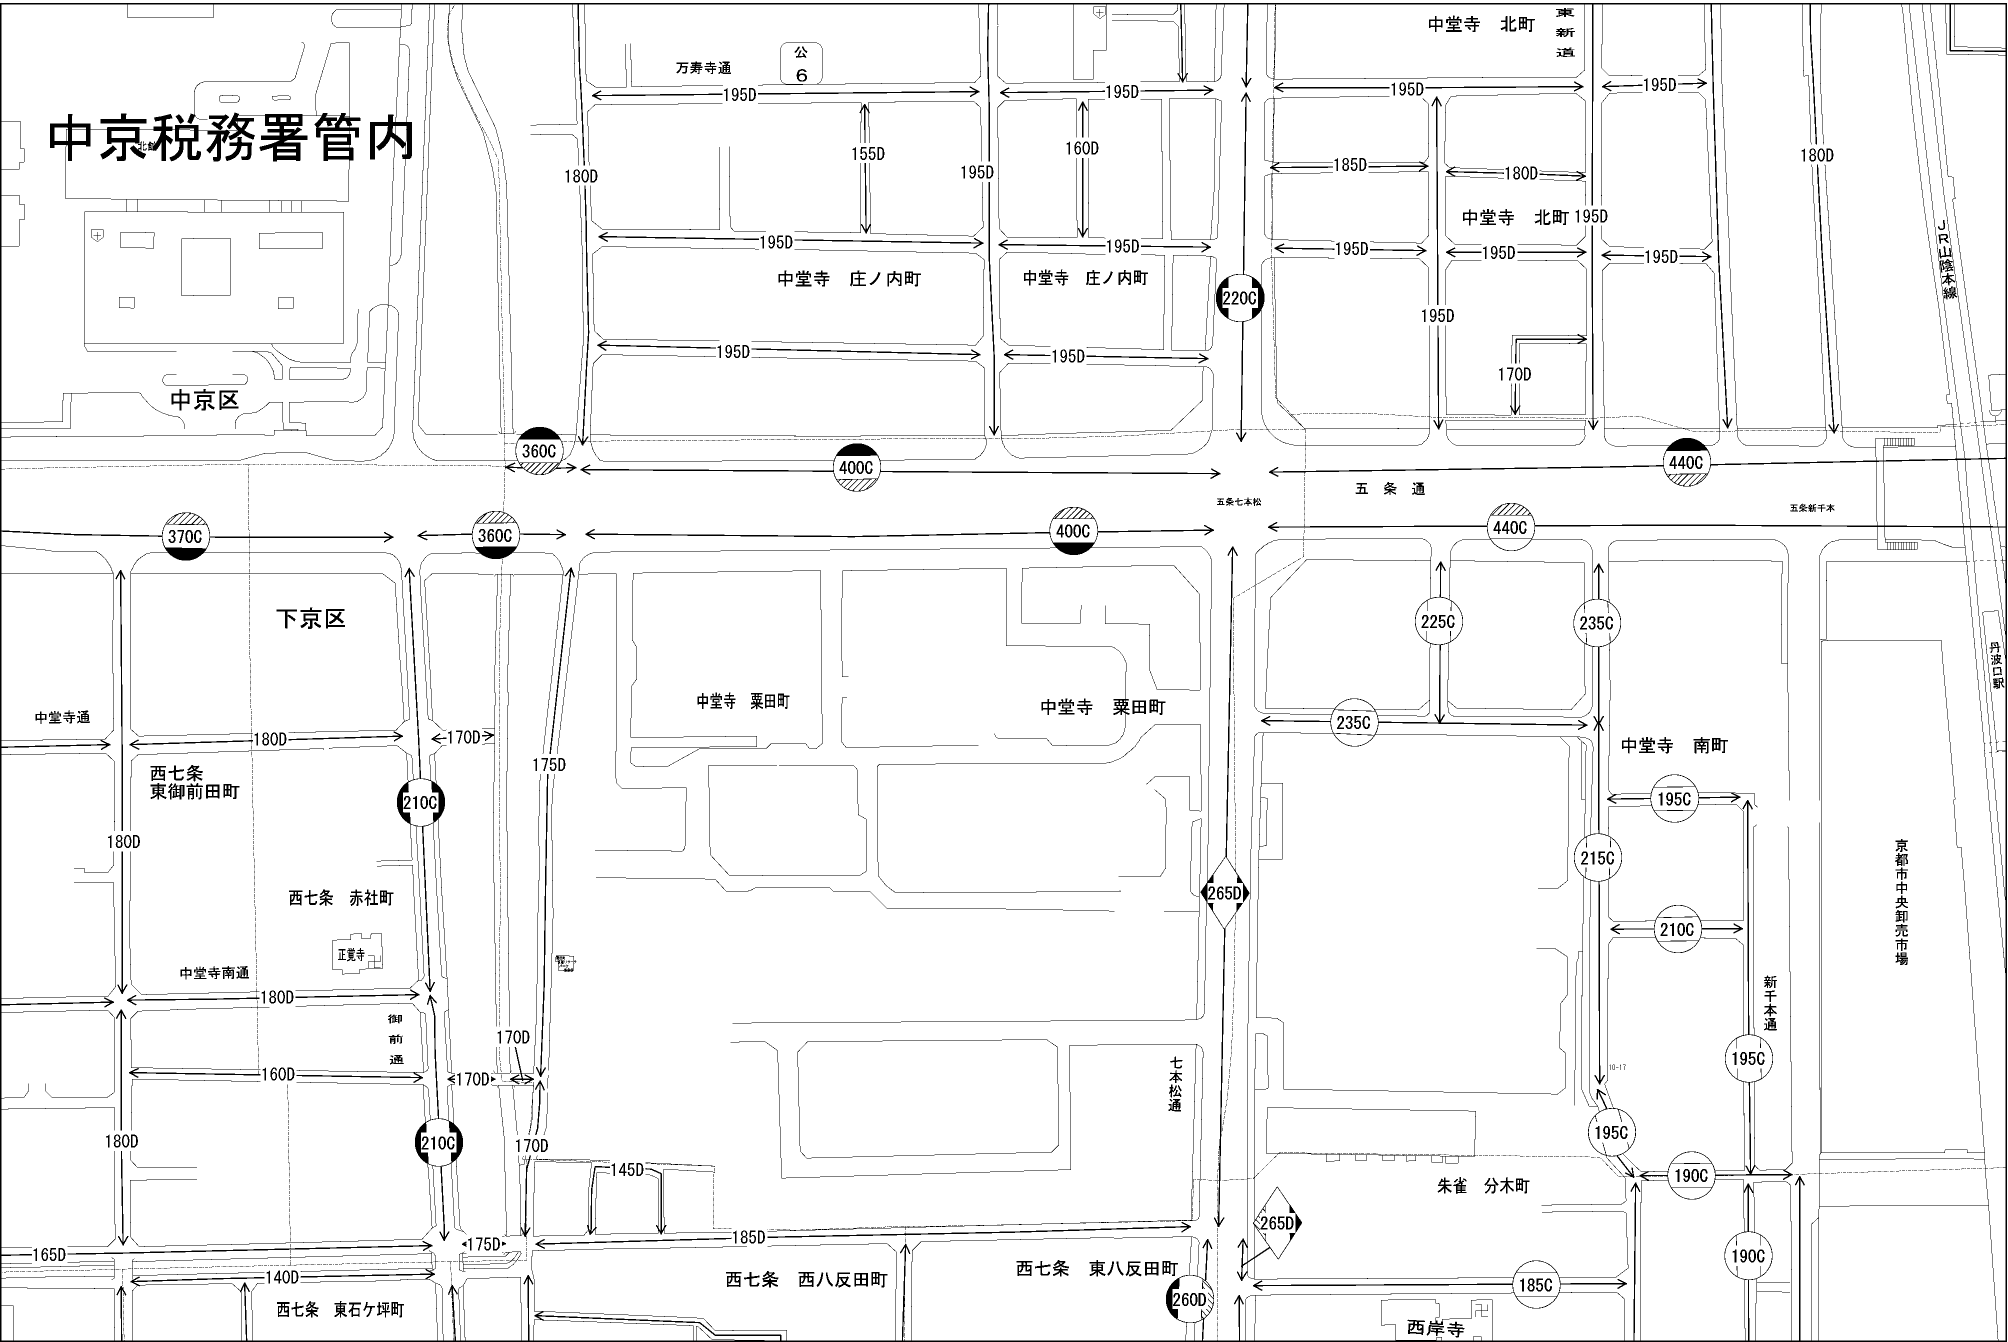 中堂寺　北町
東新道
公
6
万寿寺通
195D
195D
195D
195D
中京税務署管内
155D
160D
185D
180D
180D
195D
180D
中堂寺　北町
195D
195D
195D
195D
195D
195D
中堂寺　庄ノ内町
中堂寺　庄ノ内町
JR山陰本線
220C
195D
195D
195D
170D
中京区
360C
400C
440C
五　条　通
五条七本松
五条新千本
370C
360C
400C
440C
下京区
225C
235C
丹波口駅
中堂寺　粟田町
中堂寺　粟田町
中堂寺通
235C
180D
170D
中堂寺　南町
175D
西七条
東御前田町
210C
195C
180D
215C
京都市中央卸売市場
西七条　赤社町
265D
210C
正覚寺
中堂寺南通
180D
新千本通
御前通
170D
160D
170D
七本松通
195C
10-17
180D
210C
170D
195C
145D
190C
朱雀　分木町
265D
185D
175D
165D
190C
140D
西七条　西八反田町
西七条　東八反田町
185C
260D
西七条　東石ケ坪町
西岸寺